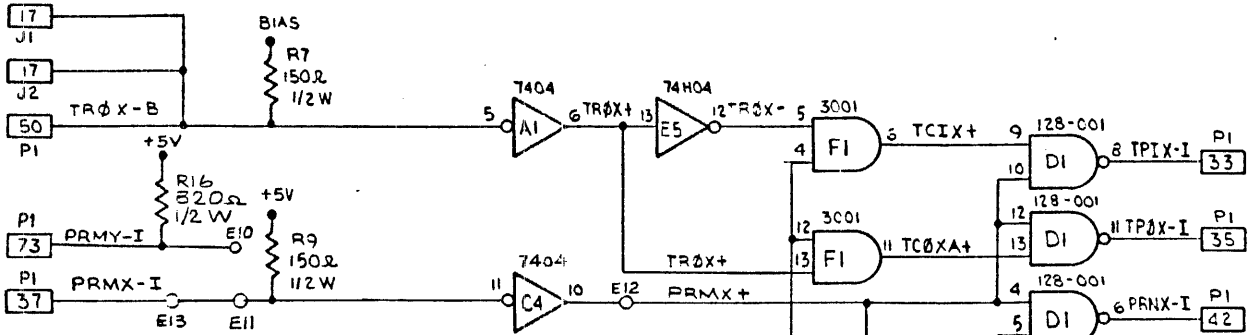 17
J1
17
J2
50
P1
TRØX-B
BIAS
R7
150Ω
1/2W
+5V
R16
820Ω
1/2W
P1
73
PRMY-I
E10
+5V
R9
150Ω
1/2W
P1
37
PRMX-I
E13
E11
7404
5
A1
6
TRØX+
74H04
13
E5
12
TRØX-
3001
5
4
F1
6
TCIX+
128-001
9
10
D1
8
TPIX-I
P1
33
3001
12
13
F1
11
TCØXA+
TRØX+
128-001
12
13
D1
11
TPØX-I
P1
35
7404
11
C4
10
E12
PRMX+
128-001
4
5
D1
6
PRNX-I
P1
42